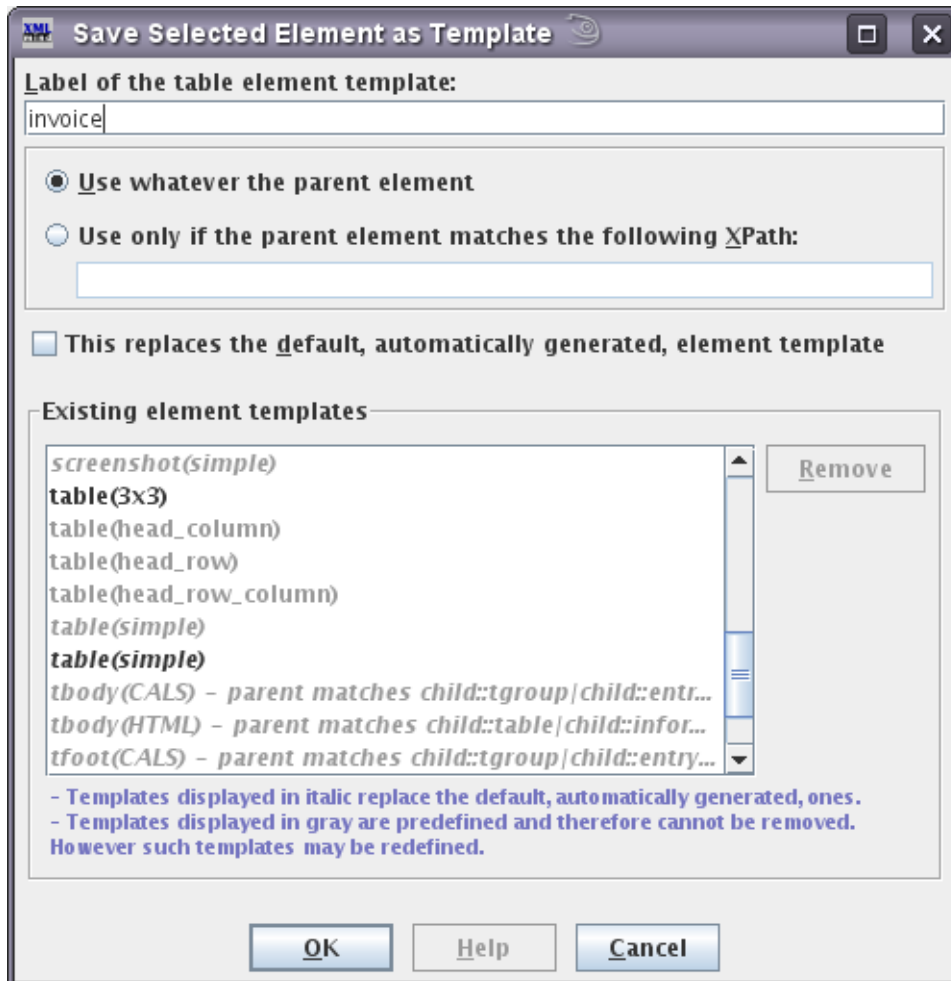 XML
Save Selected Element as Template
Label of the table element template:
invoice
Use whatever the parent element
Use only if the parent element matches the following XPath:
This replaces the default, automatically generated, element template
Existing element templates
screenshot(simple)
table(3x3)
Remove
table(head_column)
table(head_row)
table(head_row_column)
table(simple)
table(simple)
tbody(CALS) – parent matches child::tgroup|child::entr...
tbody(HTML) – parent matches child::table|child::infor...
tfoot(CALS) – parent matches child::tgroup|child::entry...
– Templates displayed in italic replace the default, automatically generated, ones.
– Templates displayed in gray are predefined and therefore cannot be removed.
However such templates may be redefined.
OK Help Cancel